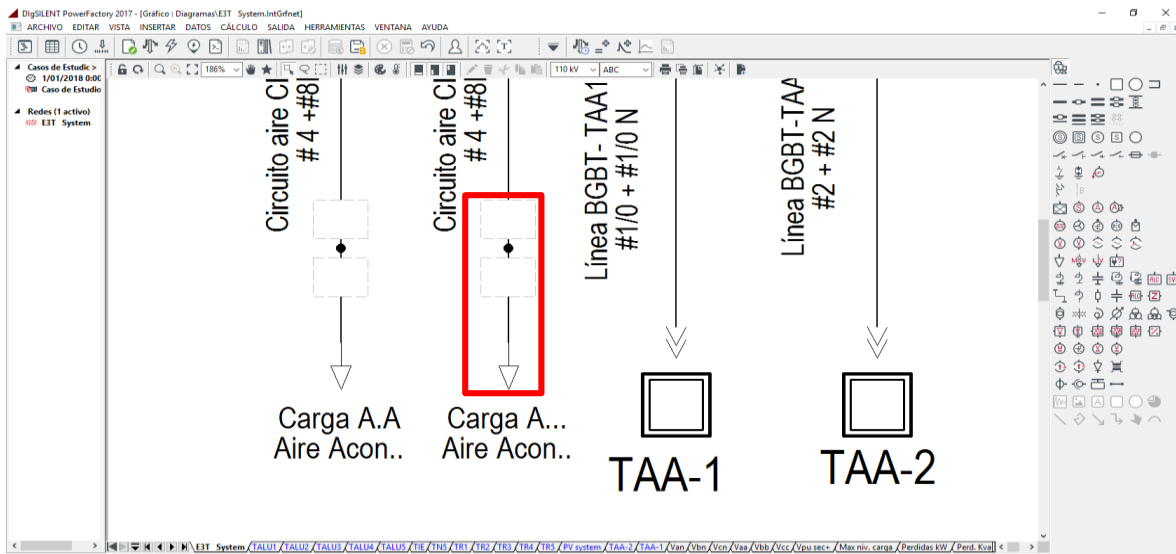 DIgSILENT PowerFactory 2017 - [Gráfico : Diagramas\E3T System.IntGrfnet]
ARCHIVO EDITAR VISTA INSERTAR DATOS CÁLCULO SALIDA HERRAMIENTAS VENTANA AYUDA
Casos de Estudic >
1/01/2018 0:0(
Caso de Estudio
Redes (1 activo)
E3T System
186%
110 kV
ABC
Circuito aire
# 4 +#8
Circuito aire
# 4 +#8
Línea BGBT- TAA1
#1/0 + #1/0 N
Línea BGBT-TAA
#2 + #2 N
Carga A.A
Aire Acon..
Carga A...
Aire Acon..
TAA-1
TAA-2
E3T System TALU1 TALU2 TALU3 TALU4 TALU5 TIE TN5 TR1 TR2 TR3 TR4 TR5 PV system TAA-2 TAA-1 Van Vbn Vcn Vaa Vbb Vcc Vpu sec+ Max niv. carga Perdidas kW Perd. Kva